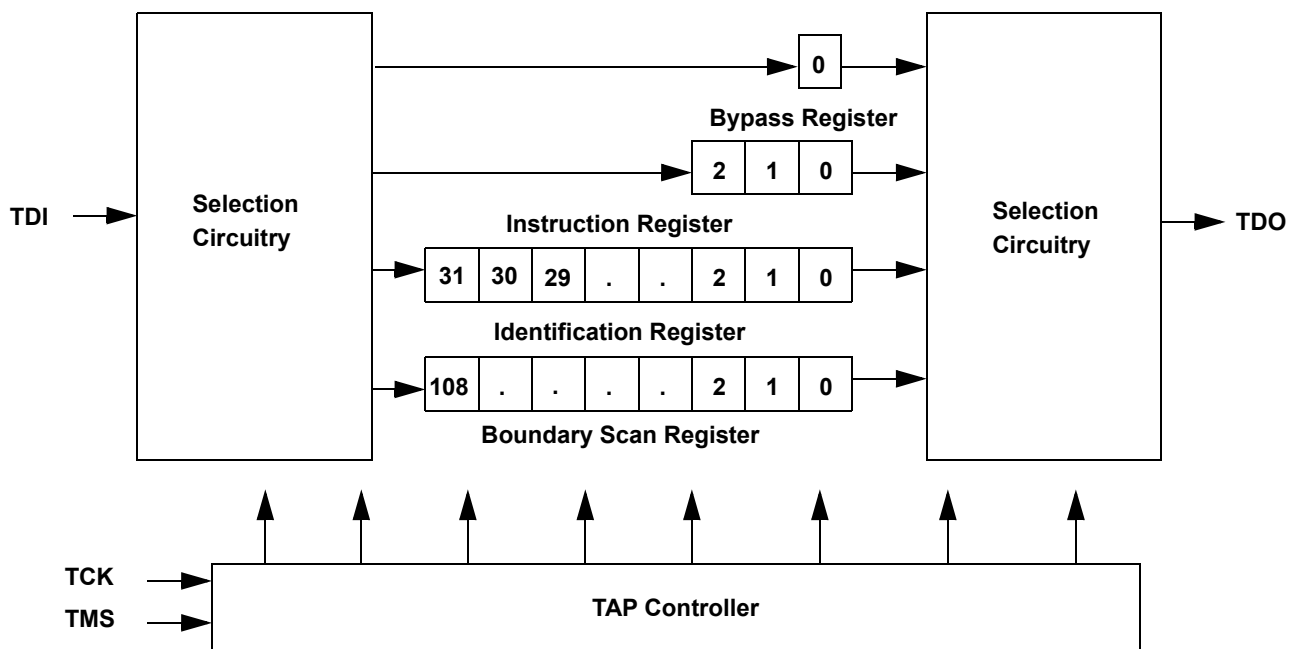 0
Bypass Register
2 1 0
TDI
Selection
Circuitry
Selection
Circuitry
TDO
Instruction Register
31 30 29 . . 2 1 0
Identification Register
108 . . . . 2 1 0
Boundary Scan Register
TCK
TMS
TAP Controller